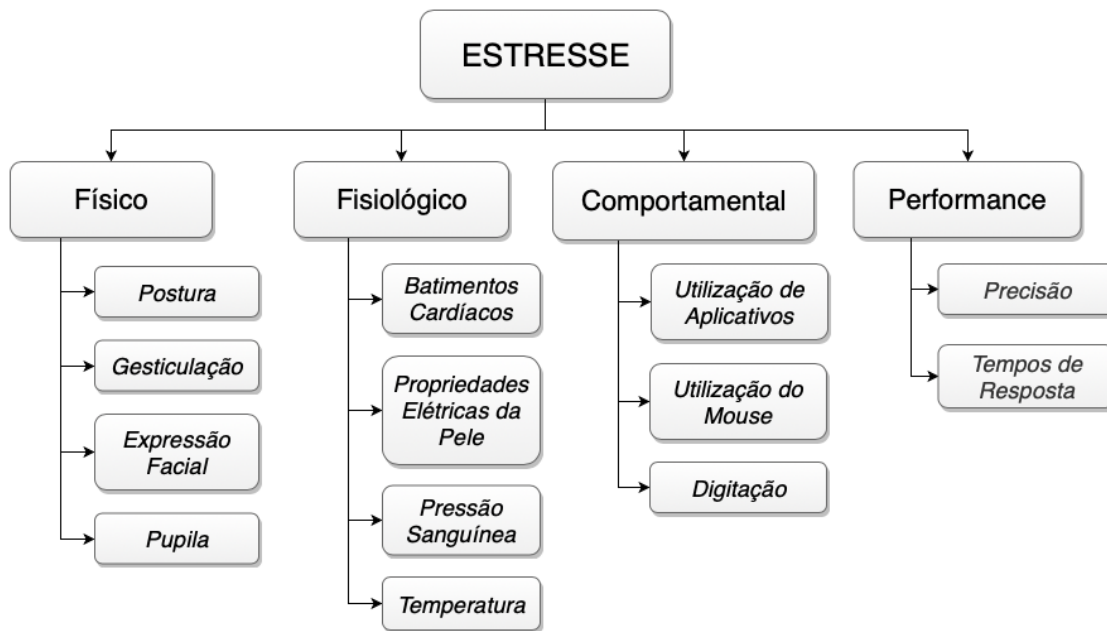 ESTRESSE
Físico
Postura
Gesticulação
Expressão
Facial
Pupila
Fisiológico
Batimentos
Cardíacos
Propriedades
Elétricas da
Pele
Pressão
Sanguínea
Temperatura
Comportamental
Utilização de
Aplicativos
Utilização do
Mouse
Digitação
Performance
Precisão
Tempos de
Resposta